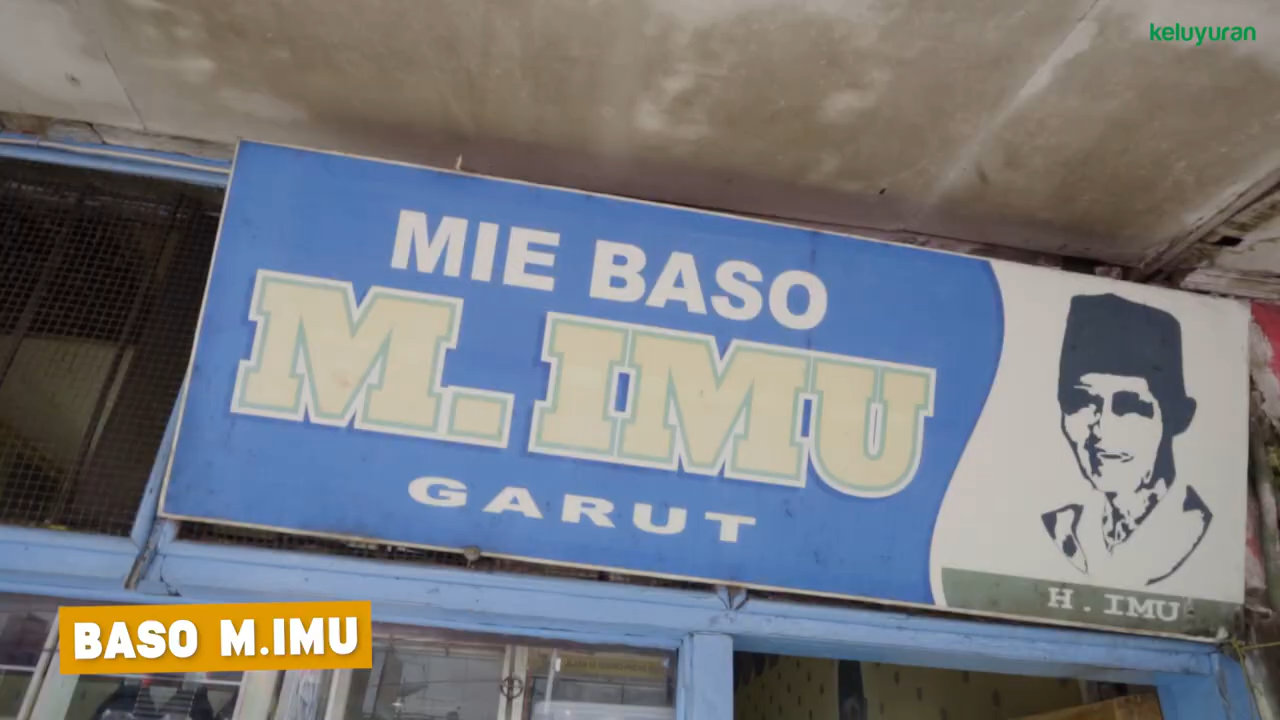 keluyuran
MIE BASO
M. IMU
GARUT
H. IMU
BASO M.IMU